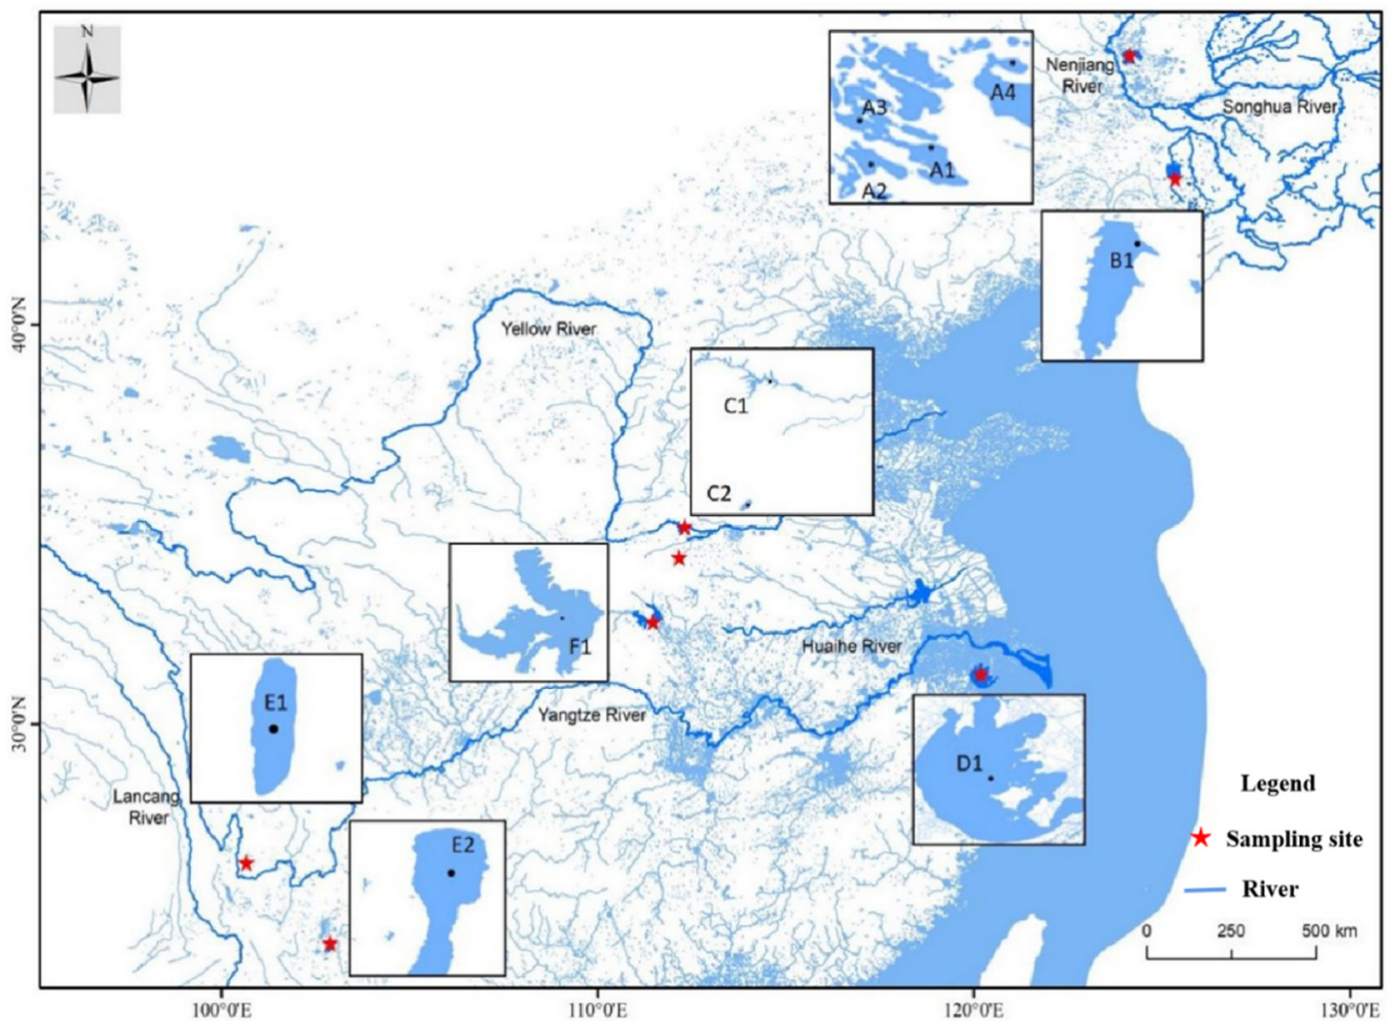 N
Nenjiang
River
Songhua River
A3
A4
A1
A2
B1
40°0'N
Yellow River
C1
C2
F1
Huaihe River
E1
30°0'N
Yangtze River
D1
Lancang
River
E2
Legend
Sampling site
River
0 250 500 km
100°0'E 110°0'E 120°0'E 130°0'E